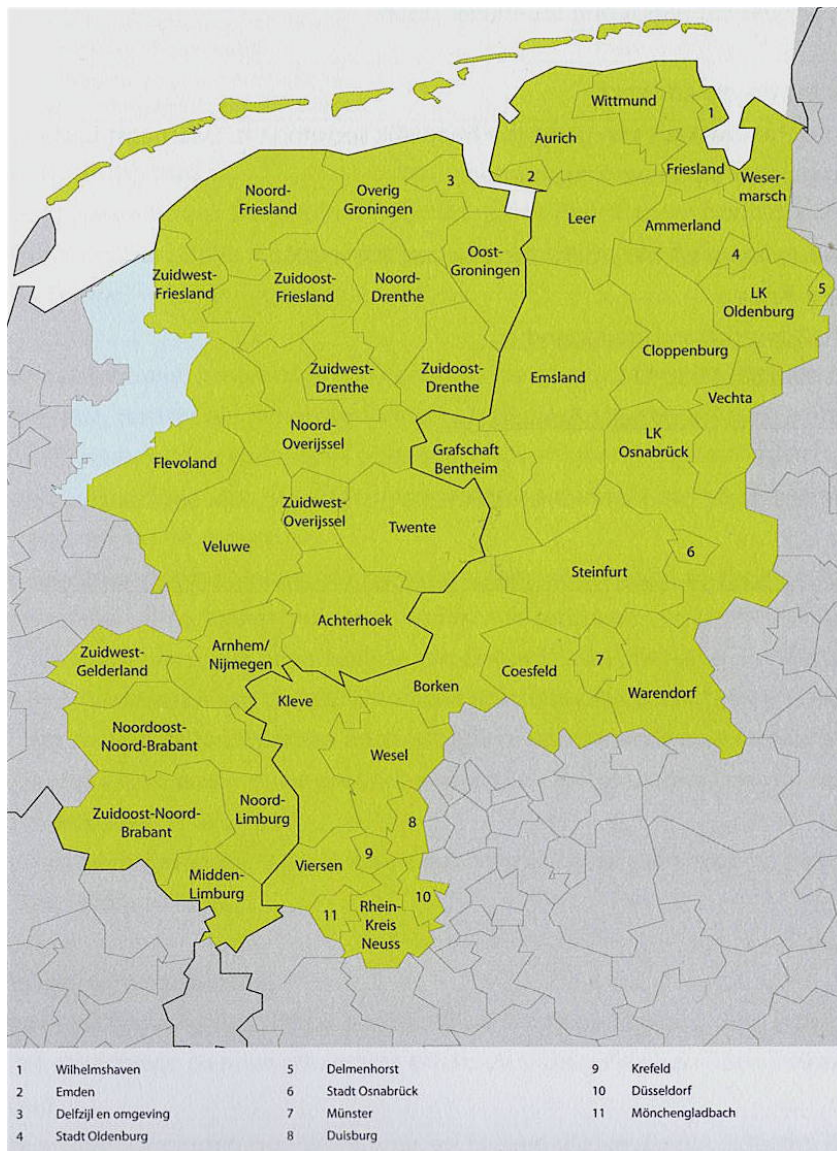 Wittmund
1
Aurich
2
Friesland
Weser-
marsch
Noord-
Friesland
Overig
Groningen
3
Leer
Ammerland
Oost-
Groningen
4
5
Zuidwest-
Friesland
Zuidoost-
Friesland
Noord-
Drenthe
LK
Oldenburg
Cloppenburg
Zuidwest-
Drenthe
Zuidoost-
Drenthe
Emsland
Vechta
Noord-
Overijssel
LK
Osnabrück
Grafschaft
Bentheim
Flevoland
Zuidwest-
Overijssel
Twente
Veluwe
6
Steinfurt
Achterhoek
Zuidwest-
Gelderland
Arnhem/
Nijmegen
Coesfeld
7
Borken
Warendorf
Kleve
Noordoost-
Noord-Brabant
Wesel
Noord-
Limburg
Zuidoost-Noord-
Brabant
8
9
Viersen
Midden-
Limburg
10
Rhein-
Kreis
Neuss
11
1 Wilhelmshaven
2 Emden
3 Delfzijl en omgeving
4 Stadt Oldenburg
5 Delmenhorst
6 Stadt Osnabrück
7 Münster
8 Duisburg
9 Krefeld
10 Düsseldorf
11 Mönchengladbach